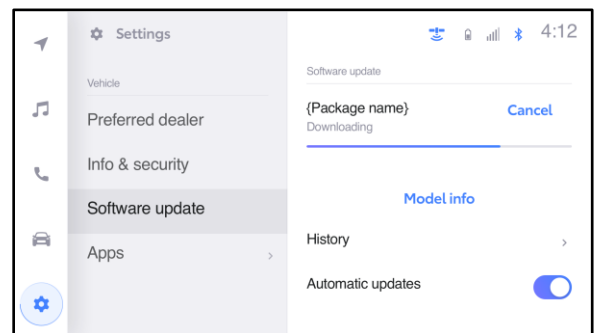 Settings
4:12
Vehicle
Preferred dealer
Info & security
Software update
Apps
Software update
{Package name}
Cancel
Downloading
Model info
History
Automatic updates